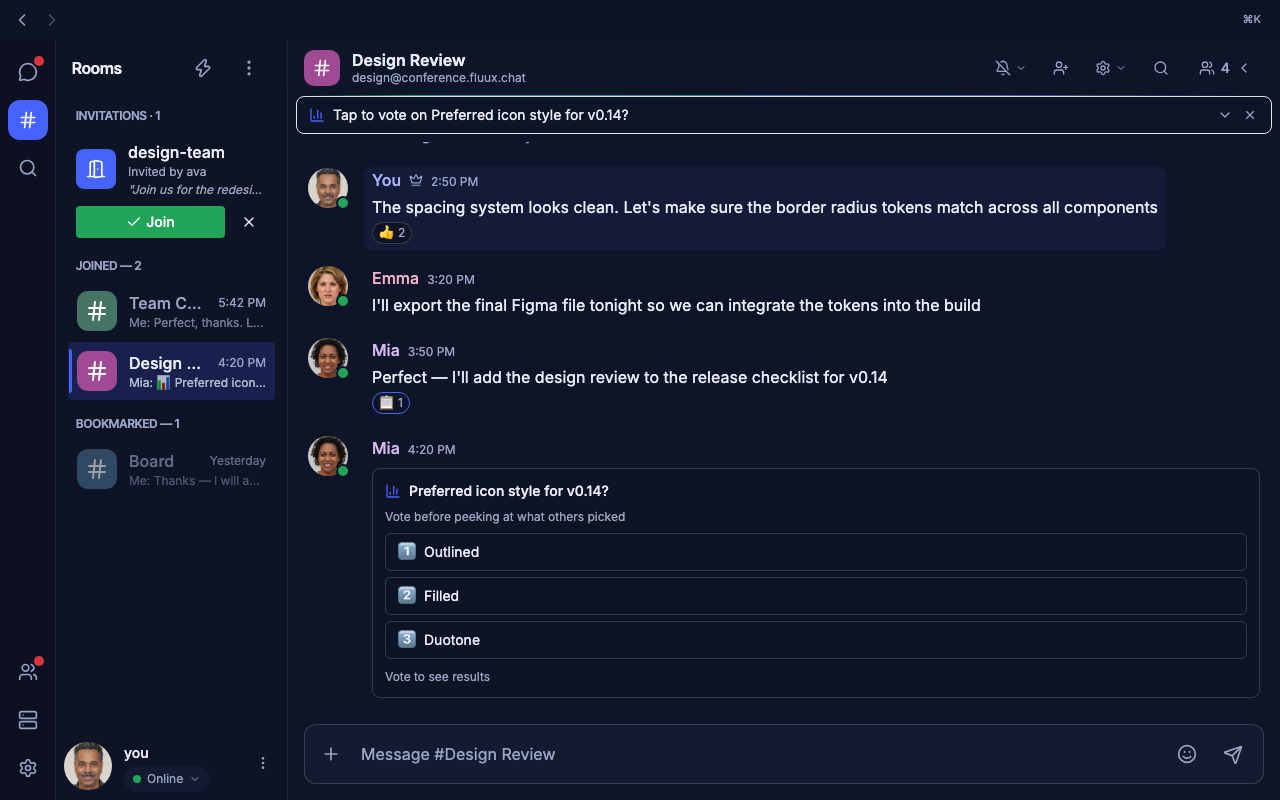 ⌘K
Rooms
INVITATIONS · 1
design-team
Invited by ava
"Join us for the redesi...
Join
JOINED — 2
Team C... 5:42 PM
Me: Perfect, thanks. L...
Design ... 4:20 PM
Mia: 📊 Preferred icon...
BOOKMARKED — 1
Board Yesterday
Me: Thanks — I will a...
you
Online
Design Review
design@conference.fluux.chat
4
Tap to vote on Preferred icon style for v0.14?
You 2:50 PM
The spacing system looks clean. Let's make sure the border radius tokens match across all components
👍 2
Emma 3:20 PM
I'll export the final Figma file tonight so we can integrate the tokens into the build
Mia 3:50 PM
Perfect — I'll add the design review to the release checklist for v0.14
📋 1
Mia 4:20 PM
Preferred icon style for v0.14?
Vote before peeking at what others picked
1️⃣ Outlined
2️⃣ Filled
3️⃣ Duotone
Vote to see results
Message #Design Review